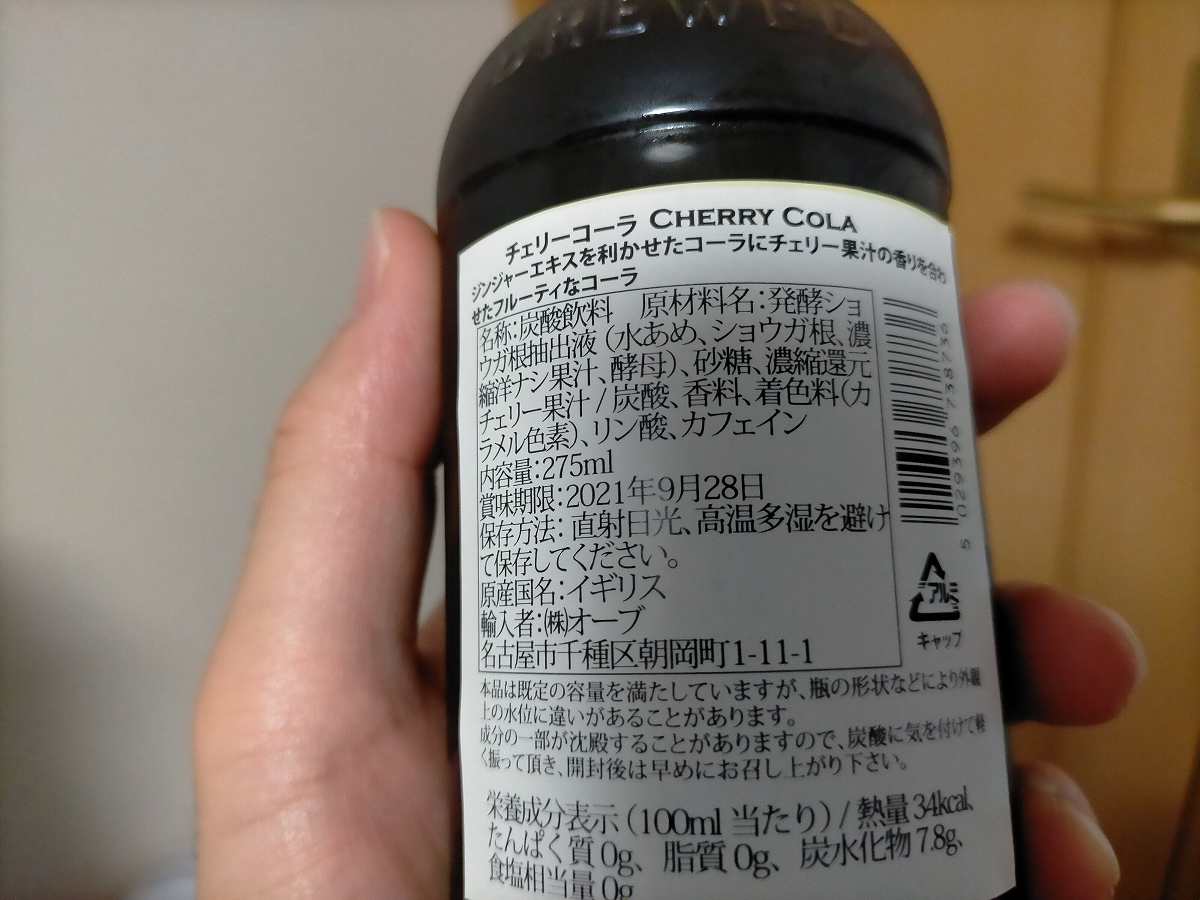 BREWED
チェリーコーラ CHERRY COLA
ジンジャーエキスを利かせたコーラにチェリー果汁の香りを合わ
せたフルーティなコーラ
名称:炭酸飲料 原材料名:発酵ショ
ウガ根抽出液(水あめ、ショウガ根、濃
縮洋ナシ果汁、酵母)、砂糖、濃縮還元
チェリー果汁/炭酸、香料、着色料(カ
ラメル色素)、リン酸、カフェイン
内容量:275ml
賞味期限:2021年9月28日
保存方法: 直射日光、高温多湿を避け
て保存してください。
原産国名:イギリス
輸入者:㈱オーブ
名古屋市千種区朝岡町1-11-1
本品は既定の容量を満たしていますが、瓶の形状などにより外観
上の水位に違いがあることがあります。
成分の一部が沈殿することがありますので、炭酸に気を付けて軽
く振って頂き、開封後は早めにお召し上がり下さい。
栄養成分表示(100ml当たり)/熱量34kcal、
たんぱく質0g、脂質0g、炭水化物7.8g、
食塩相当量0g
アルミ
キャップ